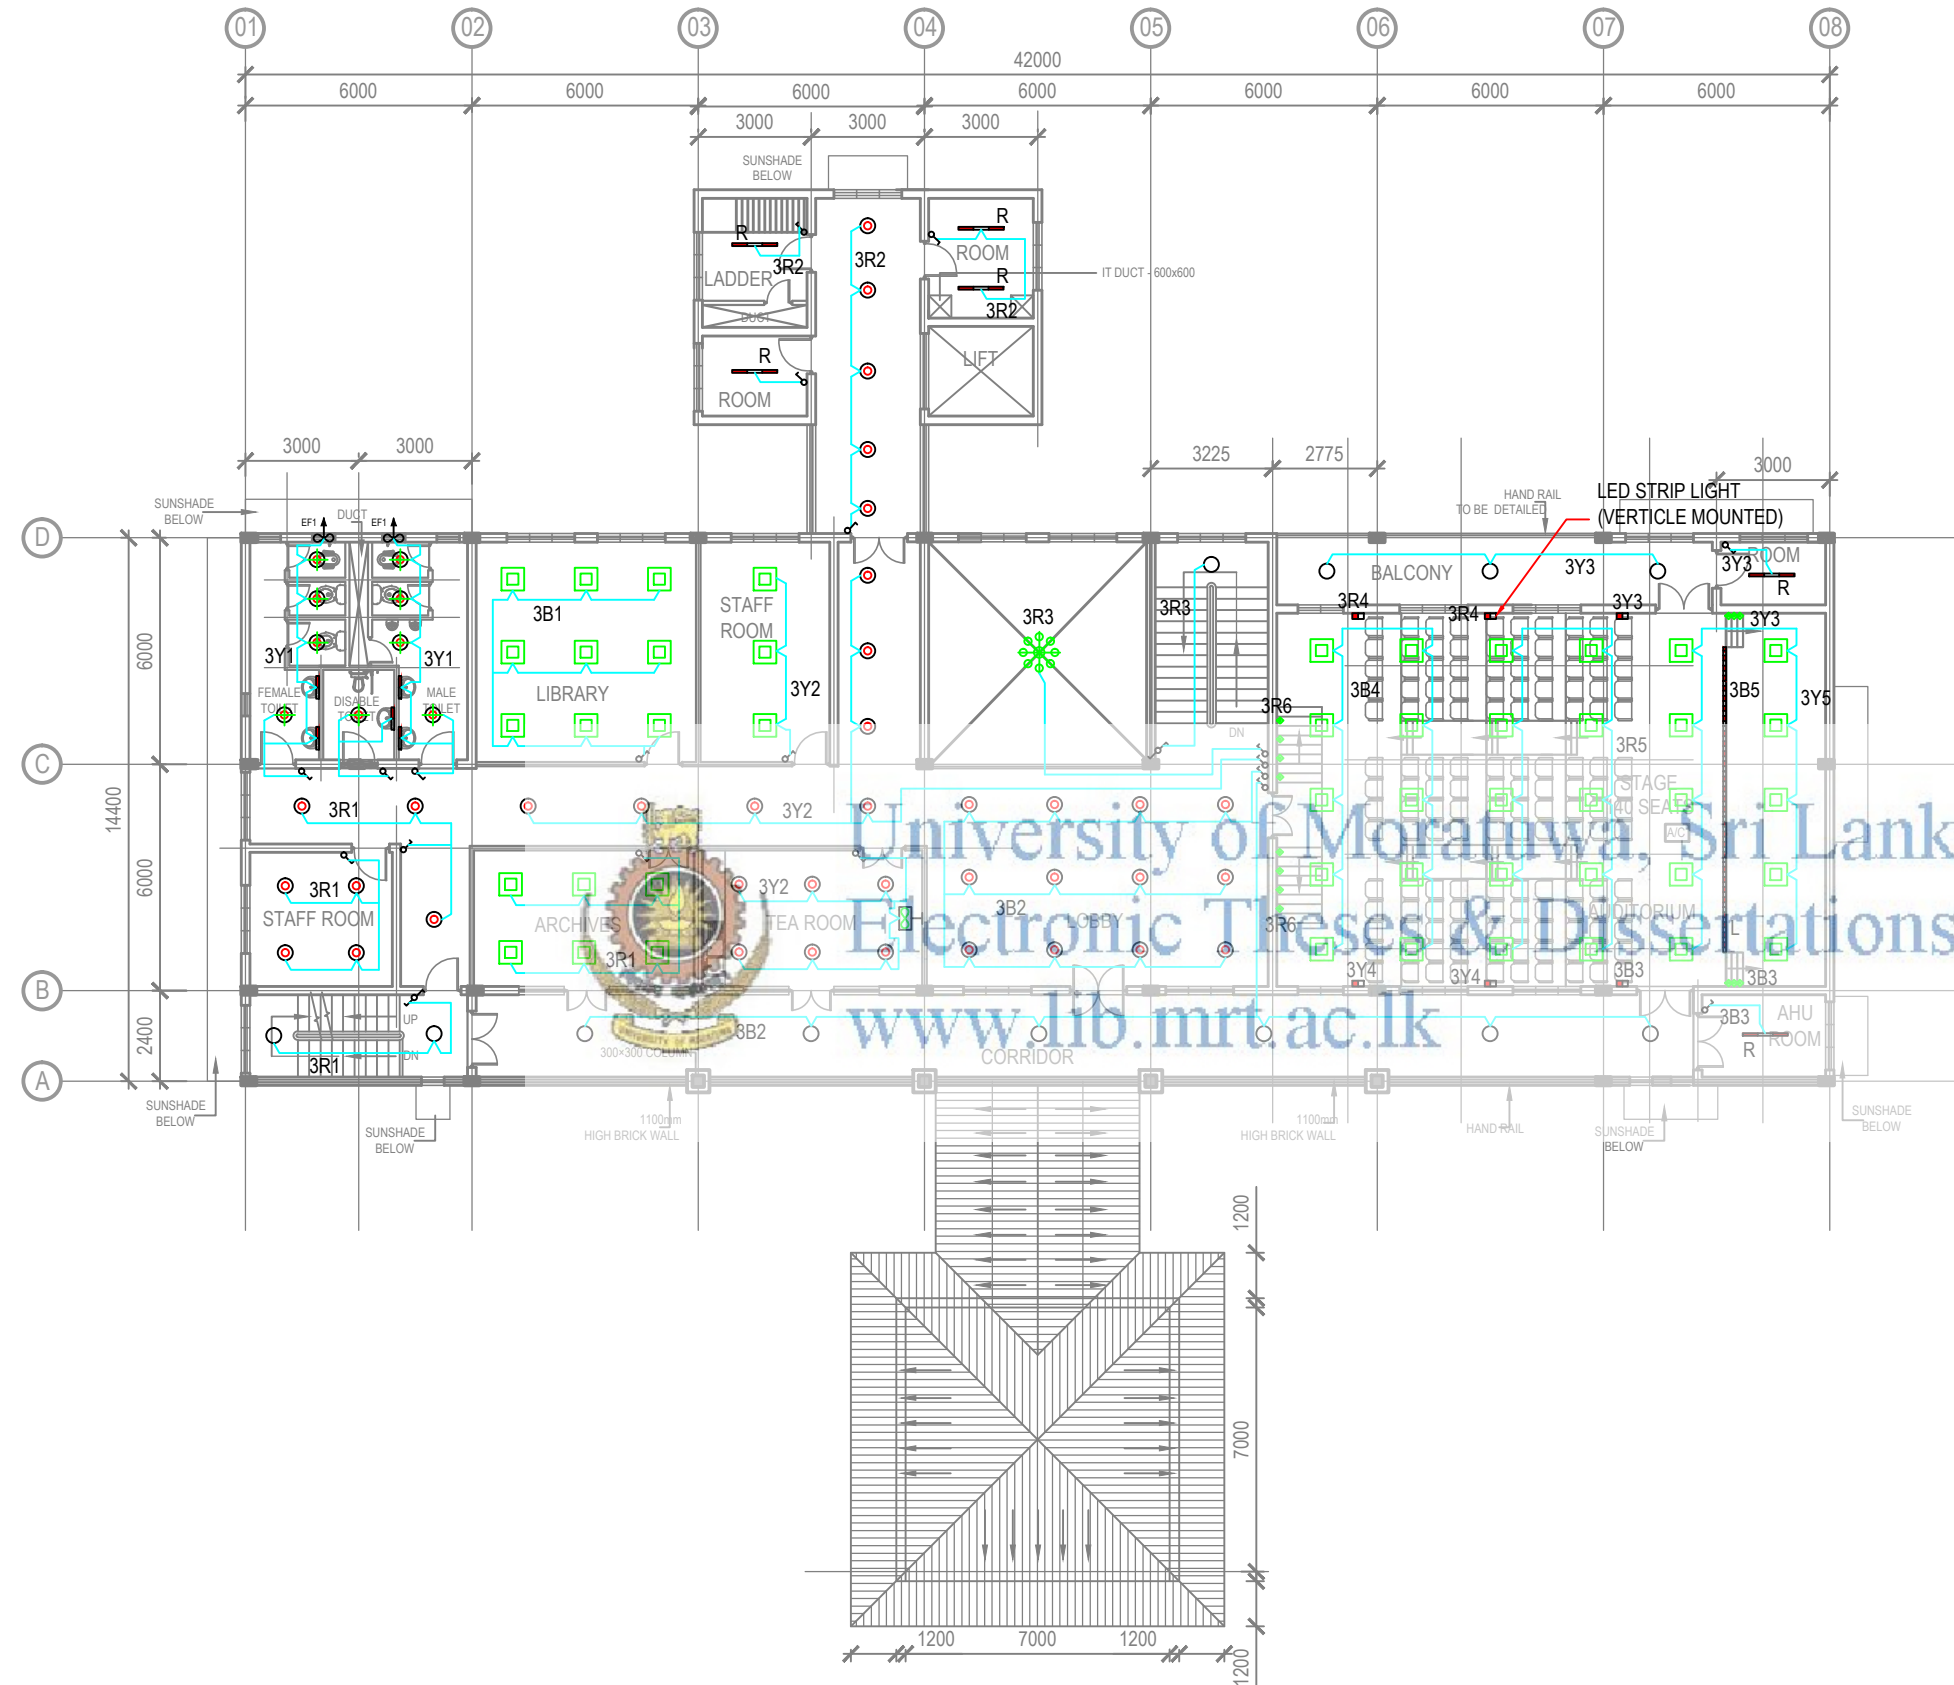 01
02
03
04
05
06
07
08
42000
6000
6000
6000
6000
6000
6000
6000
3000
3000
3000
SUNSHADE
BELOW
R
R
3R2
3R2
LADDER
ROOM
R
IT DUCT - 600x600
3R2
DUCT
R
LIFT
ROOM
3000
3000
3225
2775
3000
SUNSHADE
BELOW
DUCT
EF1
EF1
HAND RAIL
TO BE DETAILED
LED STRIP LIGHT
(VERTICLE MOUNTED)
D
BALCONY
3Y3
3Y3
ROOM
R
3B1
STAFF
ROOM
3R3
3R3
3R4
3R4
3Y3
3Y3
6000
3Y1
3Y1
LIBRARY
3Y2
3B4
3B5
3Y5
FEMALE
TOILET
DISABLE
TOILET
MALE
TOILET
3R6
DN
3R5
C
STAGE
140 SEATS
A/C
14400
3R1
3Y2
University of Moratuwa, Sri Lank
6000
3R1
STAFF ROOM
ARCHIVES
3R1
3Y2
TEA ROOM
3B2
LOBBY
3R6
AUDITORIUM
L
Electronic Theses & Dissertations
3Y4
3Y4
3B3
3B3
B
UP
DN
3R1
2400
3B2
www.lib.mrt.ac.lk
300×300 COLUMN
CORRIDOR
3B3
AHU
ROOM
R
A
SUNSHADE
BELOW
SUNSHADE
BELOW
1100mm
HIGH BRICK WALL
1100mm
HIGH BRICK WALL
HAND RAIL
SUNSHADE
BELOW
SUNSHADE
BELOW
1200
7000
1200
7000
1200
1200